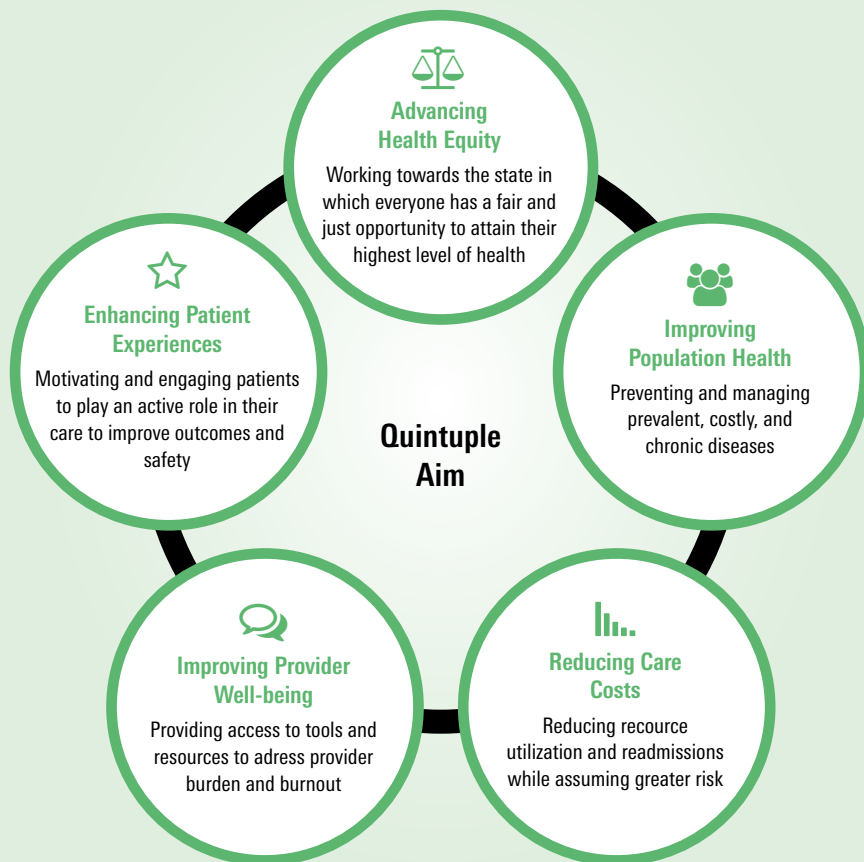 Advancing
Health Equity
Working towards the state in
which everyone has a fair and
just opportunity to attain their
highest level of health
Enhancing Patient
Experiences
Motivating and engaging patients
to play an active role in their
care to improve outcomes and
safety
Improving
Population Health
Preventing and managing
prevalent, costly, and
chronic diseases
Quintuple
Aim
Improving Provider
Well-being
Providing access to tools and
resources to adress provider
burden and burnout
Reducing Care
Costs
Reducing recource
utilization and readmissions
while assuming greater risk